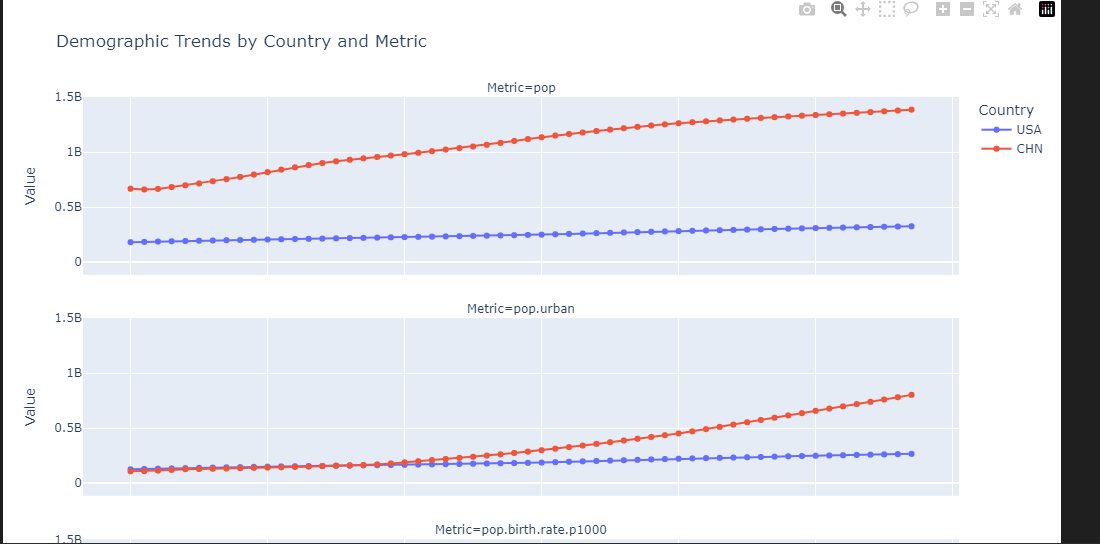 Demographic Trends by Country and Metric
Metric=pop
1.5B
1B
0.5B
0
Value
Country
USA
CHN
Metric=pop.urban
1.5B
1B
0.5B
0
Value
Metric=pop.birth.rate.p1000
1.5B